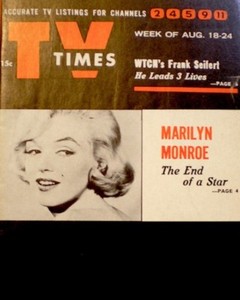 ACCURATE TV LISTINGS FOR CHANNELS 2 4 5 9 11
TV
TIMES
15c
WEEK OF AUG. 18-24
WTCN's Frank Seifert
He Leads 3 Lives
—PAGE 5
MARILYN
MONROE
The End
of a Star
—PAGE 4